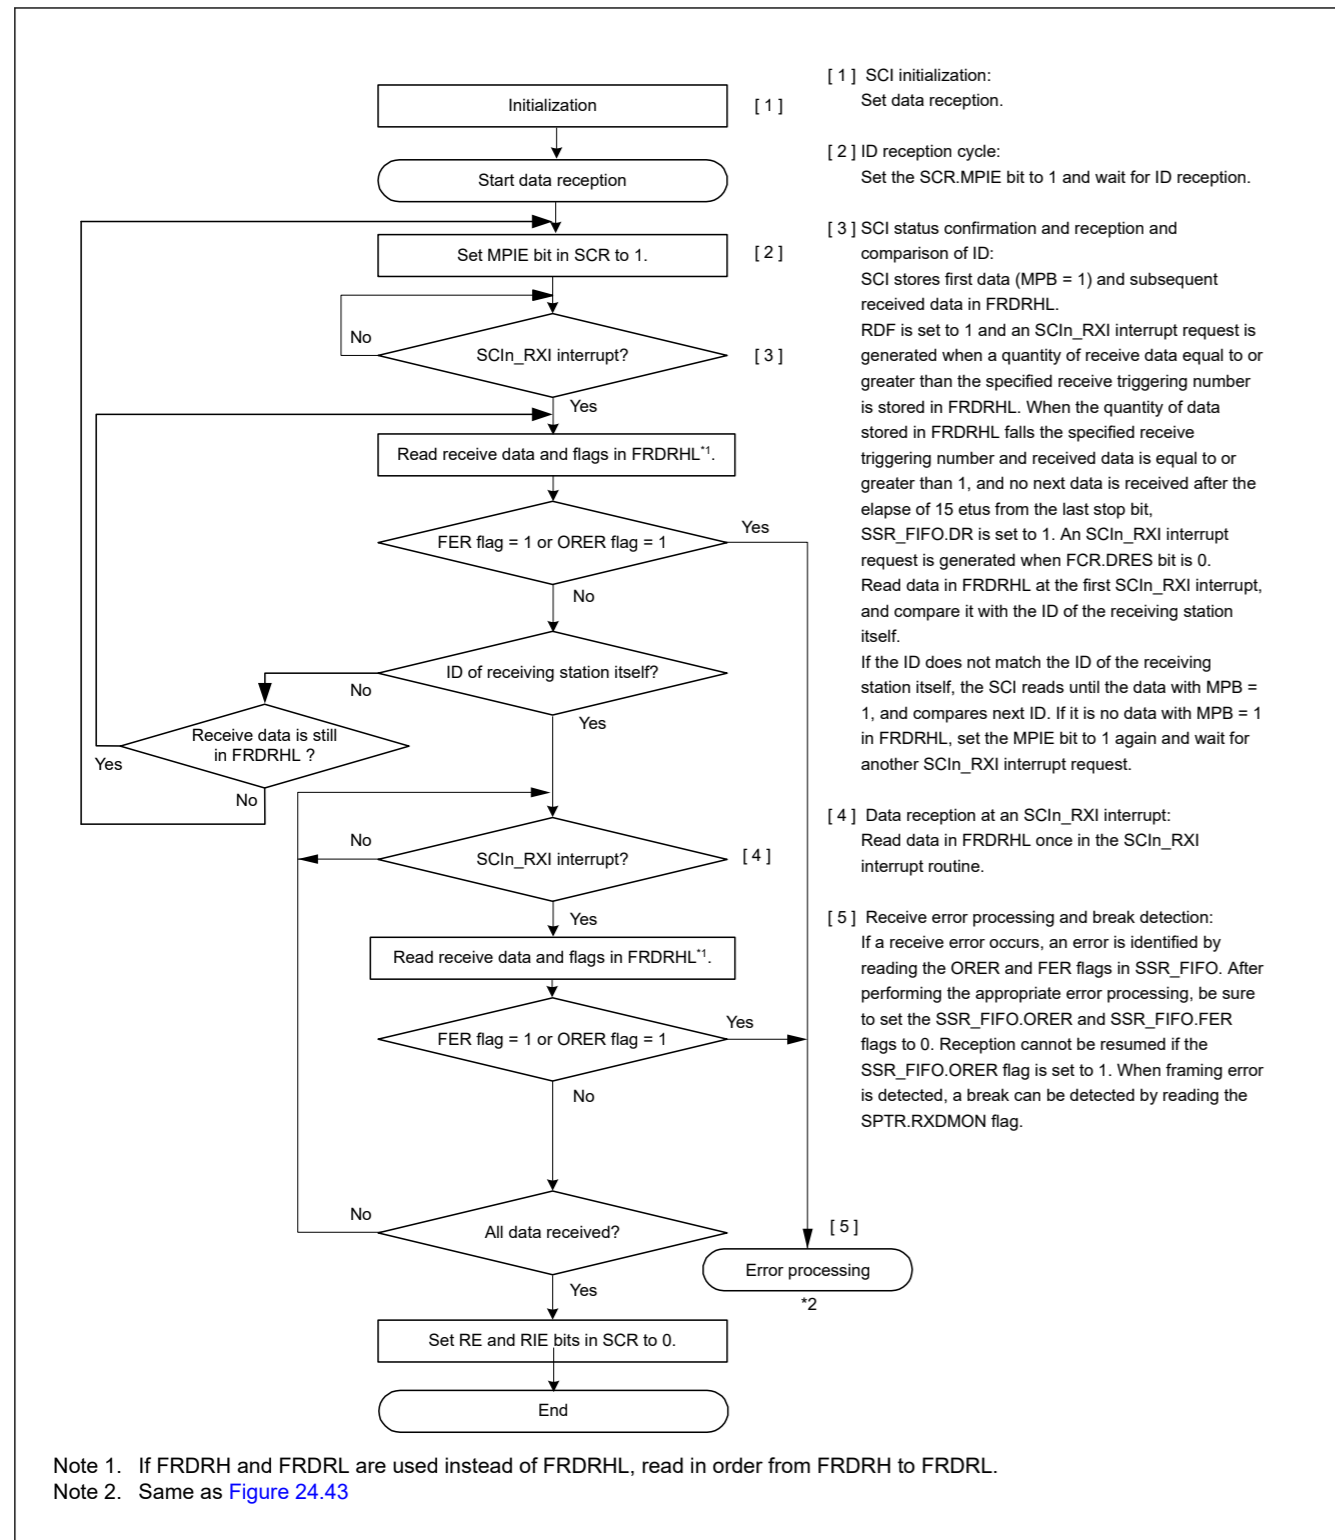 Initialization
[ 1 ]
Start data reception
Set MPIE bit in SCR to 1.
[ 2 ]
No
SCIn_RXI interrupt?
[ 3 ]
Yes
Read receive data and flags in FRDRHL*1.
Yes
FER flag = 1 or ORER flag = 1
No
ID of receiving station itself?
No
Yes
Receive data is still
in FRDRHL ?
Yes
No
No
SCIn_RXI interrupt?
[ 4 ]
Yes
Read receive data and flags in FRDRHL*1.
Yes
FER flag = 1 or ORER flag = 1
No
No
All data received?
[ 5 ]
Error processing
*2
Yes
Set RE and RIE bits in SCR to 0.
End
[ 1 ] SCI initialization:
Set data reception.
[ 2 ] ID reception cycle:
Set the SCR.MPIE bit to 1 and wait for ID reception.
[ 3 ] SCI status confirmation and reception and
comparison of ID:
SCI stores first data (MPB = 1) and subsequent
received data in FRDRHL.
RDF is set to 1 and an SCIn_RXI interrupt request is
generated when a quantity of receive data equal to or
greater than the specified receive triggering number
is stored in FRDRHL. When the quantity of data
stored in FRDRHL falls the specified receive
triggering number and received data is equal to or
greater than 1, and no next data is received after the
elapse of 15 etus from the last stop bit,
SSR_FIFO.DR is set to 1. An SCIn_RXI interrupt
request is generated when FCR.DRES bit is 0.
Read data in FRDRHL at the first SCIn_RXI interrupt,
and compare it with the ID of the receiving station
itself.
If the ID does not match the ID of the receiving
station itself, the SCI reads until the data with MPB =
1, and compares next ID. If it is no data with MPB = 1
in FRDRHL, set the MPIE bit to 1 again and wait for
another SCIn_RXI interrupt request.
[ 4 ] Data reception at an SCIn_RXI interrupt:
Read data in FRDRHL once in the SCIn_RXI
interrupt routine.
[ 5 ] Receive error processing and break detection:
If a receive error occurs, an error is identified by
reading the ORER and FER flags in SSR_FIFO. After
performing the appropriate error processing, be sure
to set the SSR_FIFO.ORER and SSR_FIFO.FER
flags to 0. Reception cannot be resumed if the
SSR_FIFO.ORER flag is set to 1. When framing error
is detected, a break can be detected by reading the
SPTR.RXDMON flag.
Note 1. If FRDRH and FRDRL are used instead of FRDRHL, read in order from FRDRH to FRDRL.
Note 2. Same as Figure 24.43